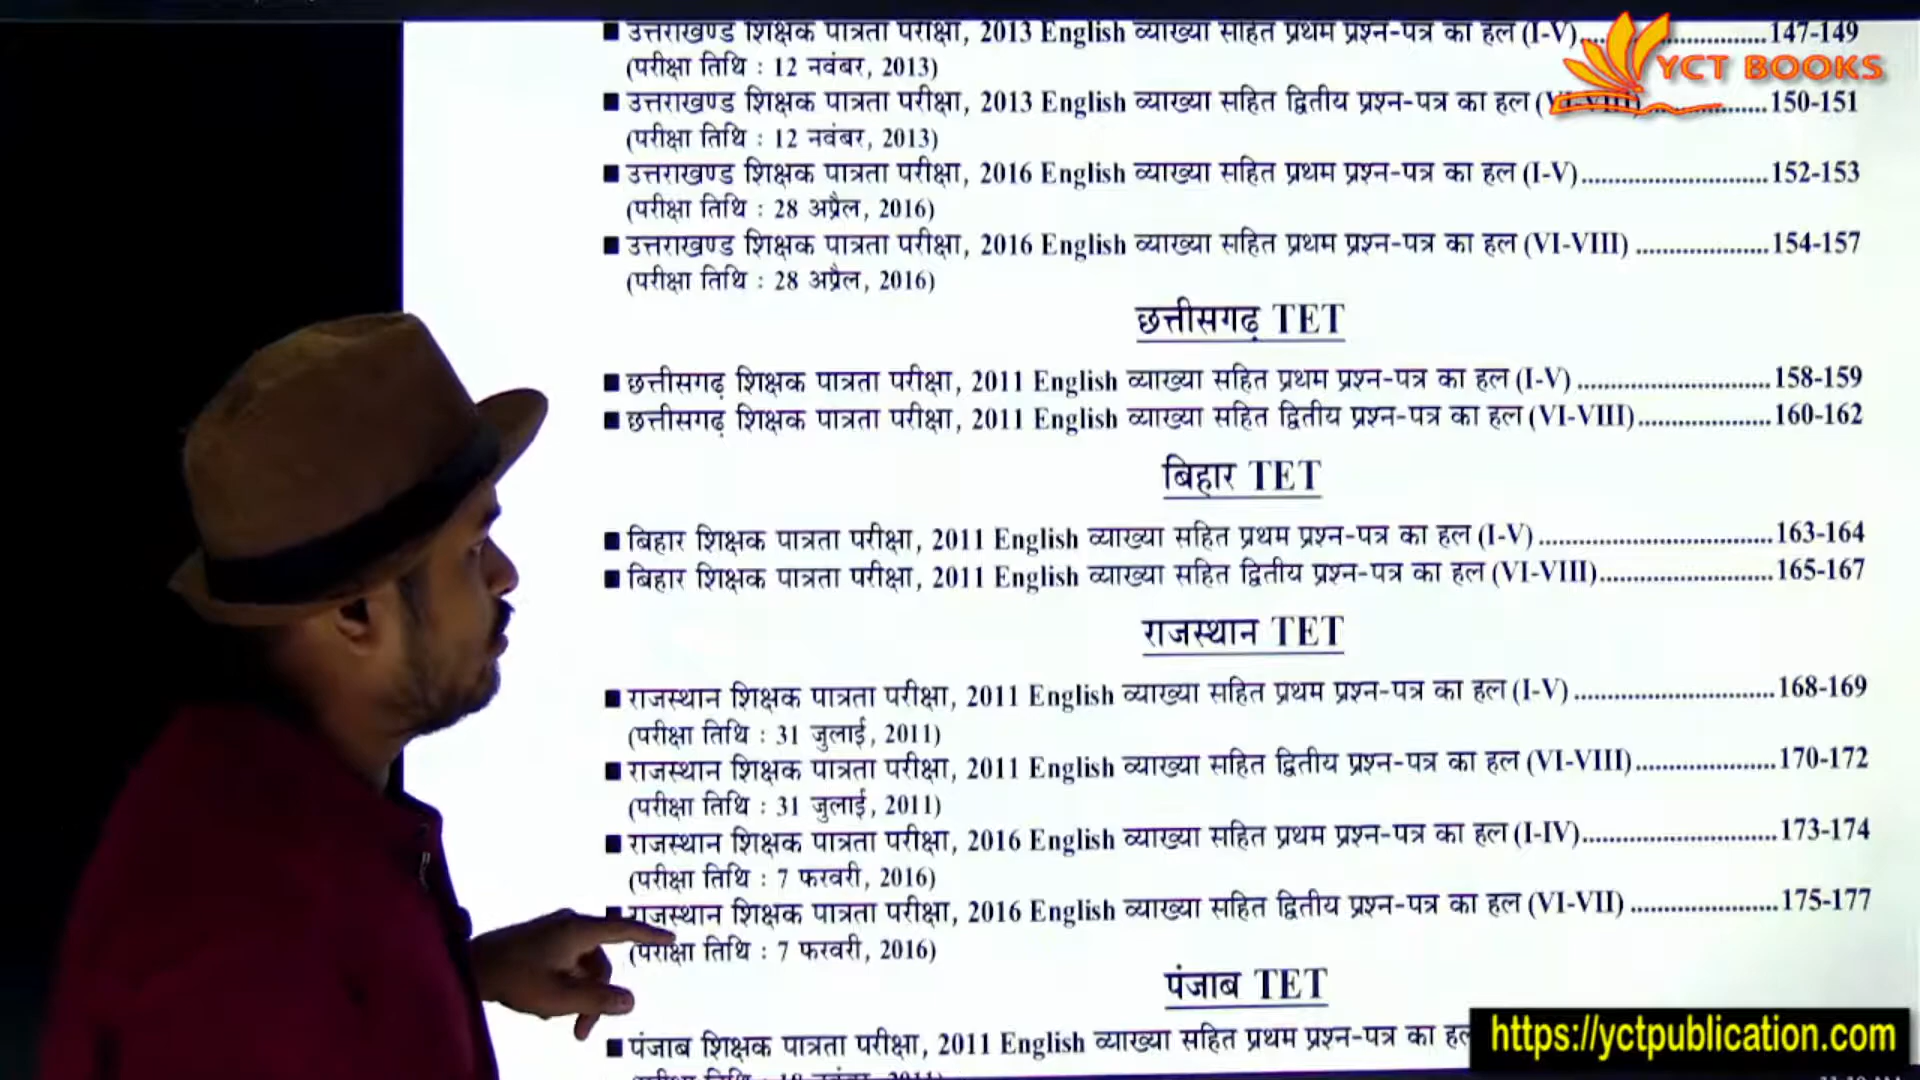 ■ उत्तराखण्ड शिक्षक पात्रता परीक्षा, 2013 English व्याख्या सहित प्रथम प्रश्न-पत्र का हल (I-V)..................147-149
(परीक्षा तिथि : 12 नवंबर, 2013)
■ उत्तराखण्ड शिक्षक पात्रता परीक्षा, 2013 English व्याख्या सहित द्वितीय प्रश्न-पत्र का हल (VI-VIII)..................150-151
(परीक्षा तिथि : 12 नवंबर, 2013)
■ उत्तराखण्ड शिक्षक पात्रता परीक्षा, 2016 English व्याख्या सहित प्रथम प्रश्न-पत्र का हल (I-V)..................152-153
(परीक्षा तिथि : 28 अप्रैल, 2016)
■ उत्तराखण्ड शिक्षक पात्रता परीक्षा, 2016 English व्याख्या सहित प्रथम प्रश्न-पत्र का हल (VI-VIII) ..................154-157
(परीक्षा तिथि : 28 अप्रैल, 2016)
छत्तीसगढ़ TET
■ छत्तीसगढ़ शिक्षक पात्रता परीक्षा, 2011 English व्याख्या सहित प्रथम प्रश्न-पत्र का हल (I-V) ..................158-159
■ छत्तीसगढ़ शिक्षक पात्रता परीक्षा, 2011 English व्याख्या सहित द्वितीय प्रश्न-पत्र का हल (VI-VIII)..................160-162
बिहार TET
■ बिहार शिक्षक पात्रता परीक्षा, 2011 English व्याख्या सहित प्रथम प्रश्न-पत्र का हल (I-V) ..................163-164
■ बिहार शिक्षक पात्रता परीक्षा, 2011 English व्याख्या सहित द्वितीय प्रश्न-पत्र का हल (VI-VIII)..................165-167
राजस्थान TET
■ राजस्थान शिक्षक पात्रता परीक्षा, 2011 English व्याख्या सहित प्रथम प्रश्न-पत्र का हल (I-V) ..................168-169
(परीक्षा तिथि : 31 जुलाई, 2011)
■ राजस्थान शिक्षक पात्रता परीक्षा, 2011 English व्याख्या सहित द्वितीय प्रश्न-पत्र का हल (VI-VIII)..................170-172
(परीक्षा तिथि : 31 जुलाई, 2011)
■ राजस्थान शिक्षक पात्रता परीक्षा, 2016 English व्याख्या सहित प्रथम प्रश्न-पत्र का हल (I-IV)..................173-174
(परीक्षा तिथि : 7 फरवरी, 2016)
■ राजस्थान शिक्षक पात्रता परीक्षा, 2016 English व्याख्या सहित द्वितीय प्रश्न-पत्र का हल (VI-VII) ..................175-177
(परीक्षा तिथि : 7 फरवरी, 2016)
पंजाब TET
■ पंजाब शिक्षक पात्रता परीक्षा, 2011 English व्याख्या सहित प्रथम प्रश्न-पत्र का हल
YCT BOOKS
https://yctpublication.com